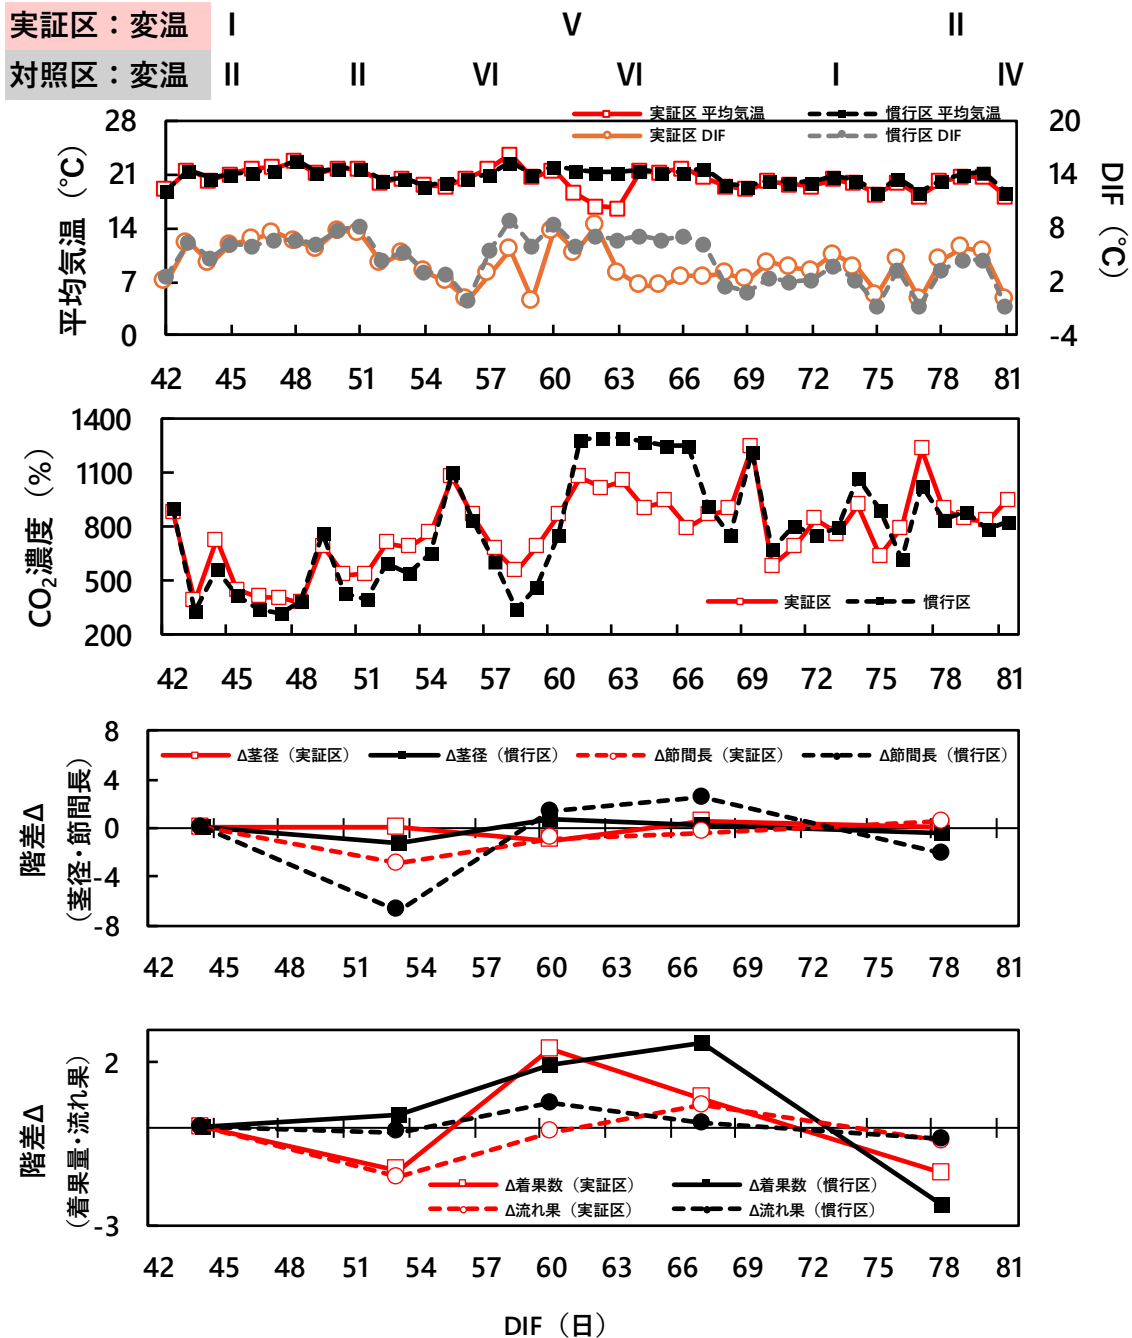 実証区：変温 I V II
対照区：変温 II II VI VI I IV
実証区 平均気温 慣行区 平均気温
実証区 DIF 慣行区 DIF
平均気温（℃）
28
21
14
7
0
DIF（℃）
20
14
8
2
-4
42 45 48 51 54 57 60 63 66 69 72 75 78 81
CO₂濃度（%）
1400
1100
800
500
200
実証区 慣行区
42 45 48 51 54 57 60 63 66 69 72 75 78 81
階差Δ
（茎径･節間長）
8
4
0
-4
-8
Δ茎径（実証区） Δ茎径（慣行区） Δ節間長（実証区） Δ節間長（慣行区）
42 45 48 51 54 57 60 63 66 69 72 75 78 81
階差Δ
（着果量･流れ果）
2
-3
Δ着果数（実証区） Δ着果数（慣行区）
Δ流れ果（実証区） Δ流れ果（慣行区）
42 45 48 51 54 57 60 63 66 69 72 75 78 81
DIF（日）